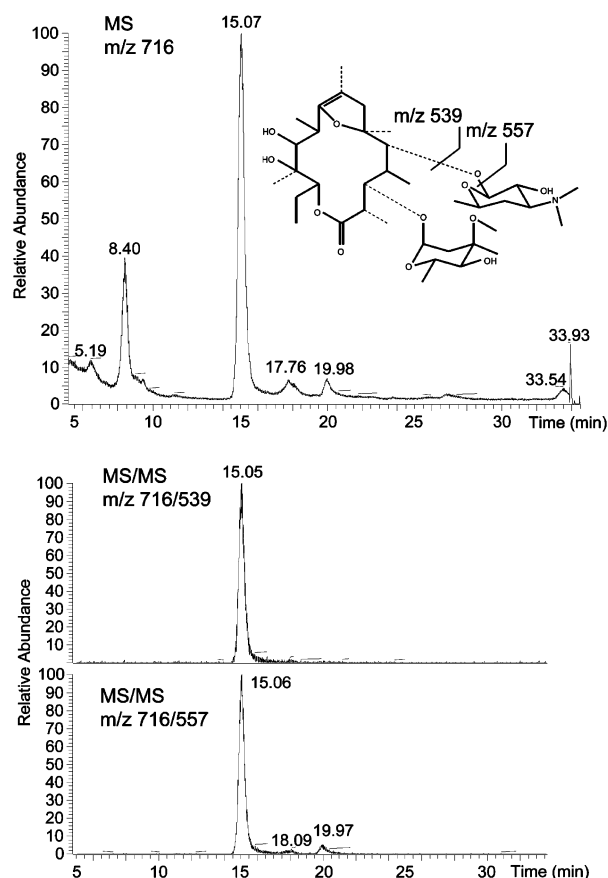 MS
m/z 716
15.07
100
90
80
70
60
50
40
30
20
10
0
Relative Abundance
8.40
5.19
17.76
19.98
33.93
33.54
m/z 539
m/z 557
HO
HO
O
O
O
O
O
OH
N
O
O
O
OH
5 10 15 20 25 30 Time (min)
MS/MS
m/z 716/539
15.05
100
90
80
70
60
50
40
30
20
10
Relative Abundance
MS/MS
m/z 716/557
15.06
100
90
80
70
60
50
40
30
20
10
0
Relative Abundance
18.09
19.97
5 10 15 20 25 30 Time (min)